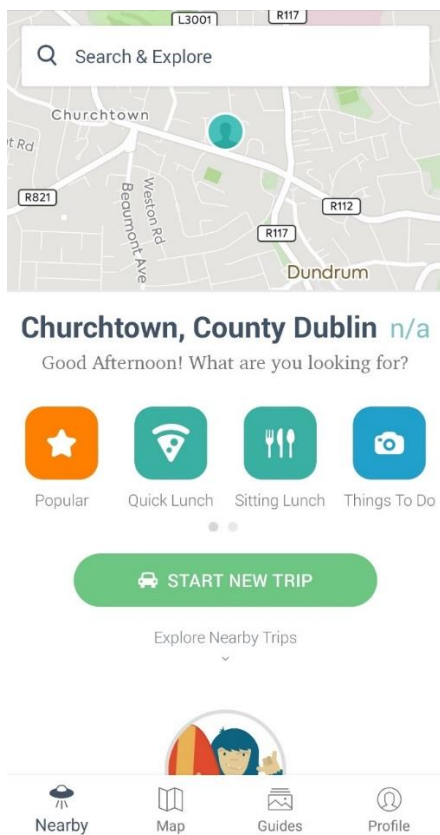 L3001
R117
Search & Explore
Churchtown
Weston Rd
Beaumont Ave
R821
R112
R117
Dundrum
Churchtown, County Dublin n/a
Good Afternoon! What are you looking for?
Popular
Quick Lunch
Sitting Lunch
Things To Do
START NEW TRIP
Explore Nearby Trips
Nearby
Map
Guides
Profile